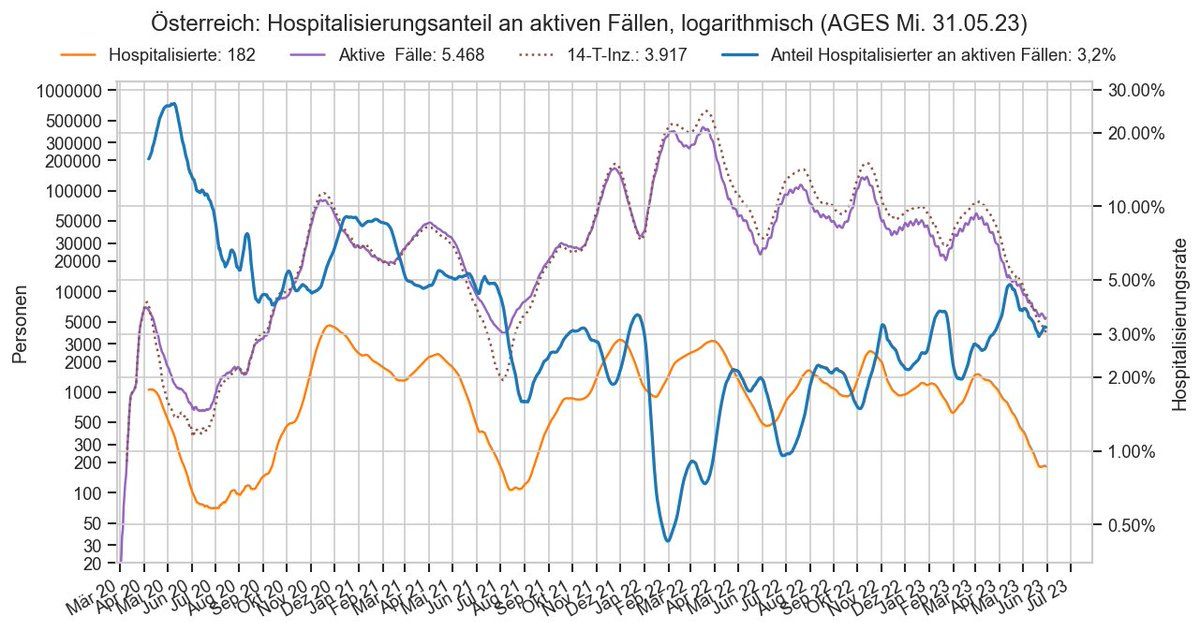 Österreich: Hospitalisierungsanteil an aktiven Fällen, logarithmisch (AGES Mi. 31.05.23)
Hospitalisierte: 182 Aktive Fälle: 5.468 14-T-Inz.: 3.917 Anteil Hospitalisierter an aktiven Fällen: 3,2%
1000000
500000
300000
200000
100000
50000
30000
20000
10000
5000
3000
2000
1000
500
300
200
100
50
30
20
Personen
30.00%
20.00%
10.00%
5.00%
3.00%
2.00%
1.00%
0.50%
Hospitalisierungsrate
Mär 20
Apr 20
Mai 20
Jun 20
Jul 20
Aug 20
Sep 20
Okt 20
Nov 20
Dez 20
Jan 21
Feb 21
Mär 21
Apr 21
Mai 21
Jun 21
Jul 21
Aug 21
Sep 21
Okt 21
Nov 21
Dez 21
Jan 22
Feb 22
Mär 22
Apr 22
Mai 22
Jun 22
Jul 22
Aug 22
Sep 22
Okt 22
Nov 22
Dez 22
Jan 23
Feb 23
Mär 23
Apr 23
Mai 23
Jun 23
Jul 23